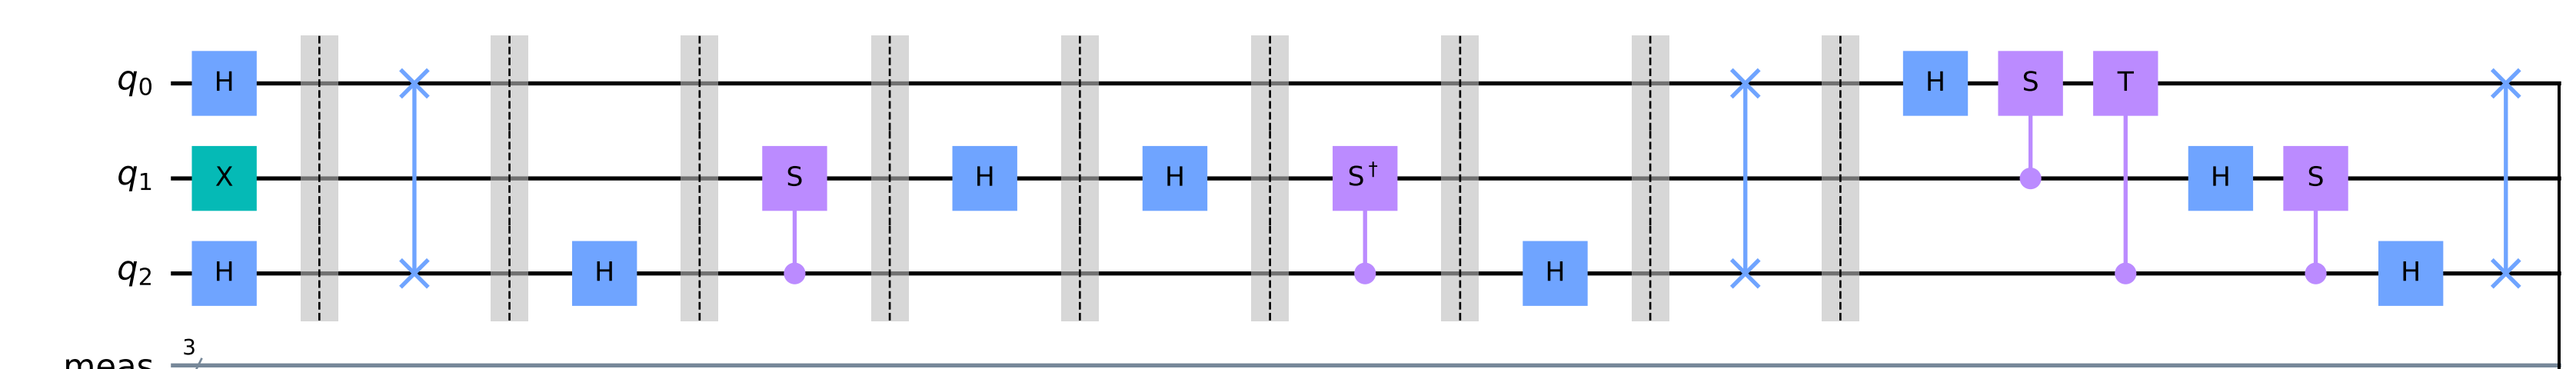 q0 H H S T
q1 X S H H S† H S
q2 H H H H
3
meas